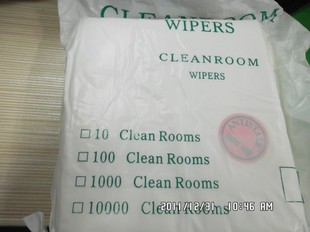 CLEANROOM
WIPERS
CLEANROOM
WIPERS
□ 10 Clean Rooms
□ 100 Clean Rooms
□ 1000 Clean Rooms
□ 10000 Clean Rooms
2011/12/31 10:46 AM